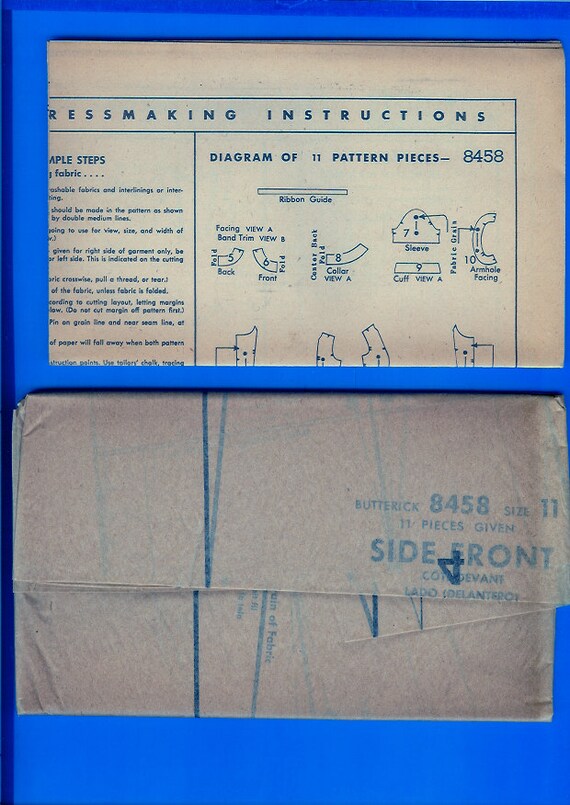 RESSMAKING INSTRUCTIONS
MPLE STEPS
g fabric . . . .
ashable fabrics and interlinings or inter-
ting.
should be made in the pattern as shown
by double medium lines.
going to use for view, size, and width of
w.)
given for right side of garment only, be
or left side. This is indicated on the cutting
ric crosswise, pull a thread, or tear.)
of the fabric, unless fabric is folded.
cording to cutting layout, letting margins
low. (Do not cut margin off pattern first.)
Pin on grain line and near seam line, at
of paper will fall away when both pattern
struction points. Use tailors' chalk, tracing
DIAGRAM OF 11 PATTERN PIECES— 8458
Ribbon Guide
Facing VIEW A
Band Trim VIEW B
Fold
5
Back
6
Front
Fold
Center Back
Fold
8
Collar
VIEW A
7
Sleeve
9
Cuff VIEW A
Fabric Grain
10
Armhole
Facing
BUTTERICK 8458 SIZE 11
11 PIECES GIVEN
SIDE FRONT
4
DEVANT
LADO (DELANTERO)
of Fabric